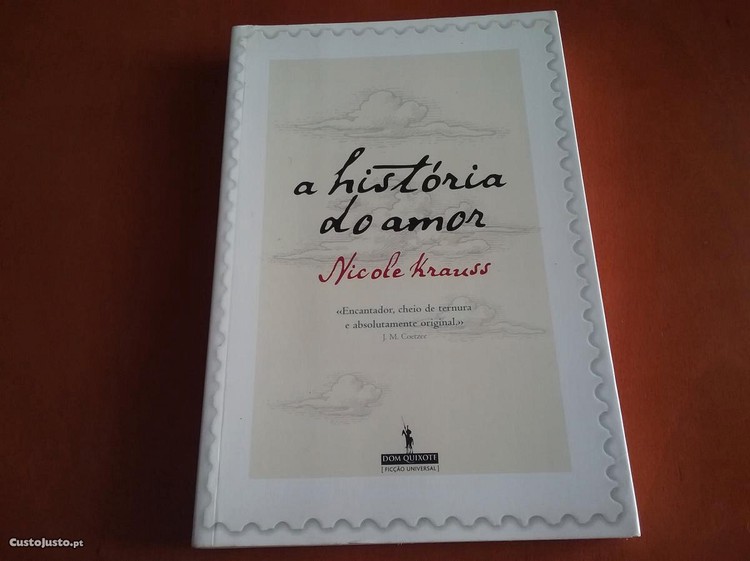 a história
do amor
Nicole Krauss
«Encantador, cheio de ternura
e absolutamente original.»
J. M. Coetzee
DOM QUIXOTE
[ FICÇÃO UNIVERSAL ]
CustoJusto.pt